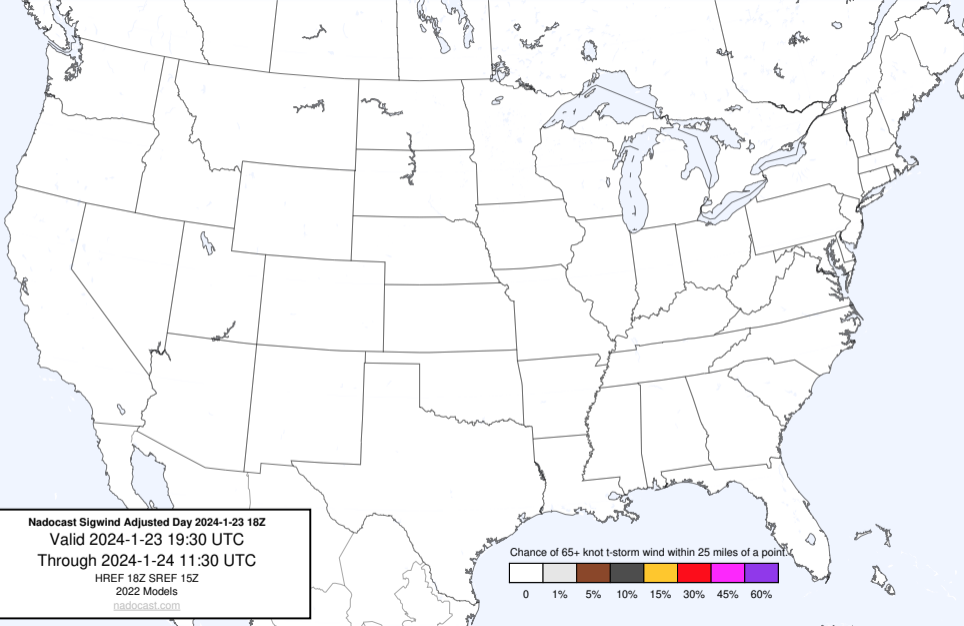 Nadocast Sigwind Adjusted Day 2024-1-23 18Z
Valid 2024-1-23 19:30 UTC
Through 2024-1-24 11:30 UTC
HREF 18Z SREF 15Z
2022 Models
nadocast.com
Chance of 65+ knot t-storm wind within 25 miles of a point.
0 1% 5% 10% 15% 30% 45% 60%